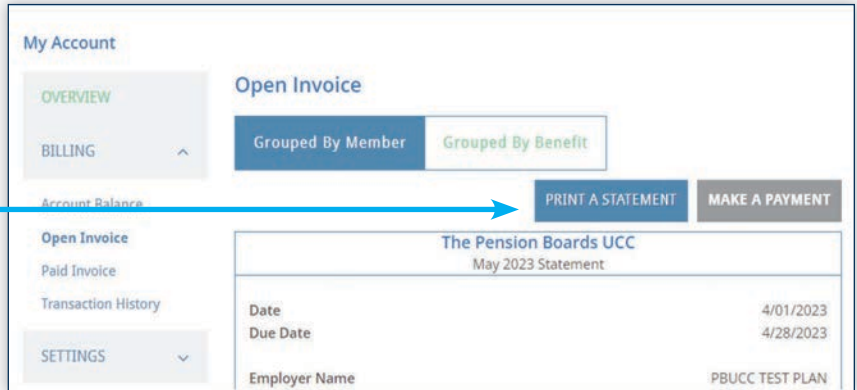 My Account
OVERVIEW
BILLING
Account Balance
Open Invoice
Paid Invoice
Transaction History
SETTINGS
Open Invoice
Grouped By Member
Grouped By Benefit
PRINT A STATEMENT
MAKE A PAYMENT
The Pension Boards UCC
May 2023 Statement
Date 4/01/2023
Due Date 4/28/2023
Employer Name PBUCC TEST PLAN